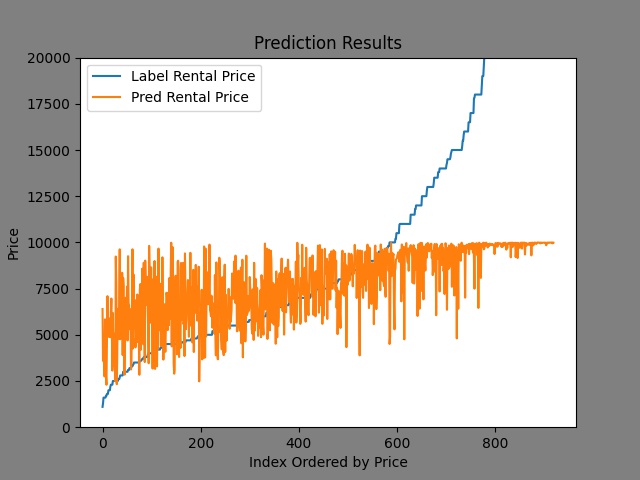 Prediction Results
Label Rental Price
Pred Rental Price
20000
17500
15000
12500
10000
7500
5000
2500
0
Price
0 200 400 600 800
Index Ordered by Price